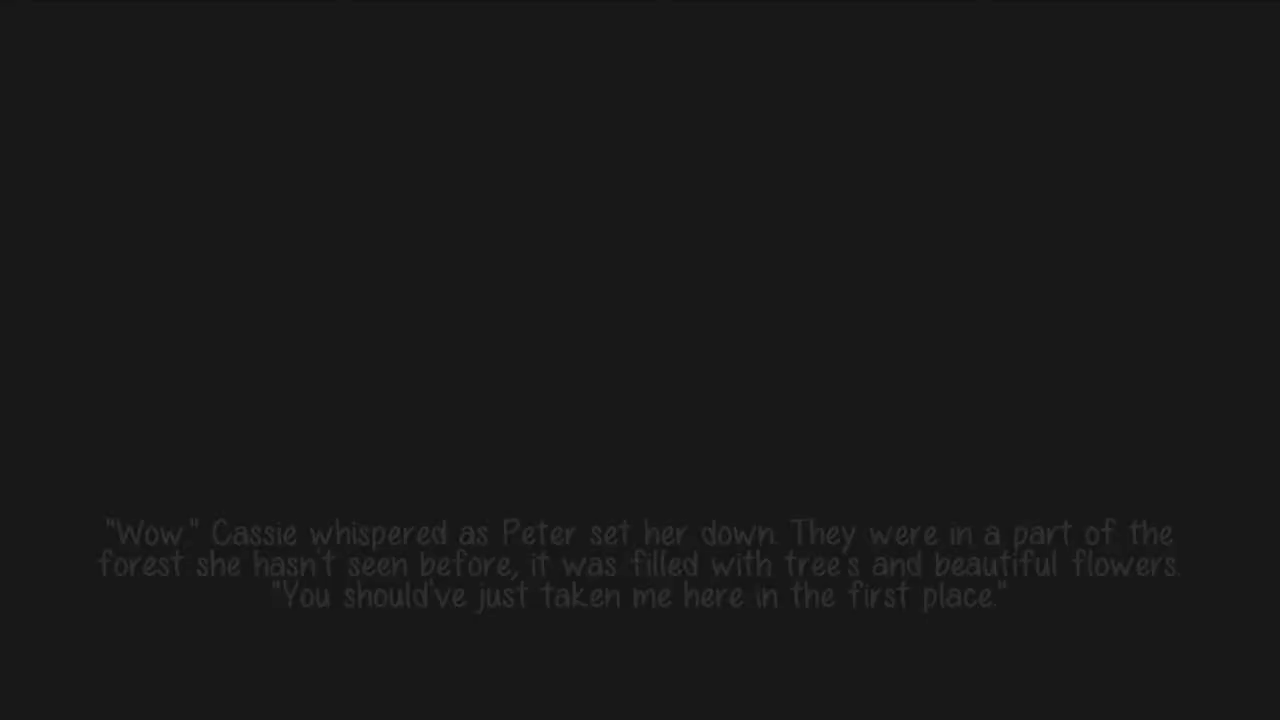 "Wow." Cassie whispered as Peter set her down. They were in a part of the
forest she hasn't seen before, it was filled with tree's and beautiful flowers.
"You should've just taken me here in the first place."